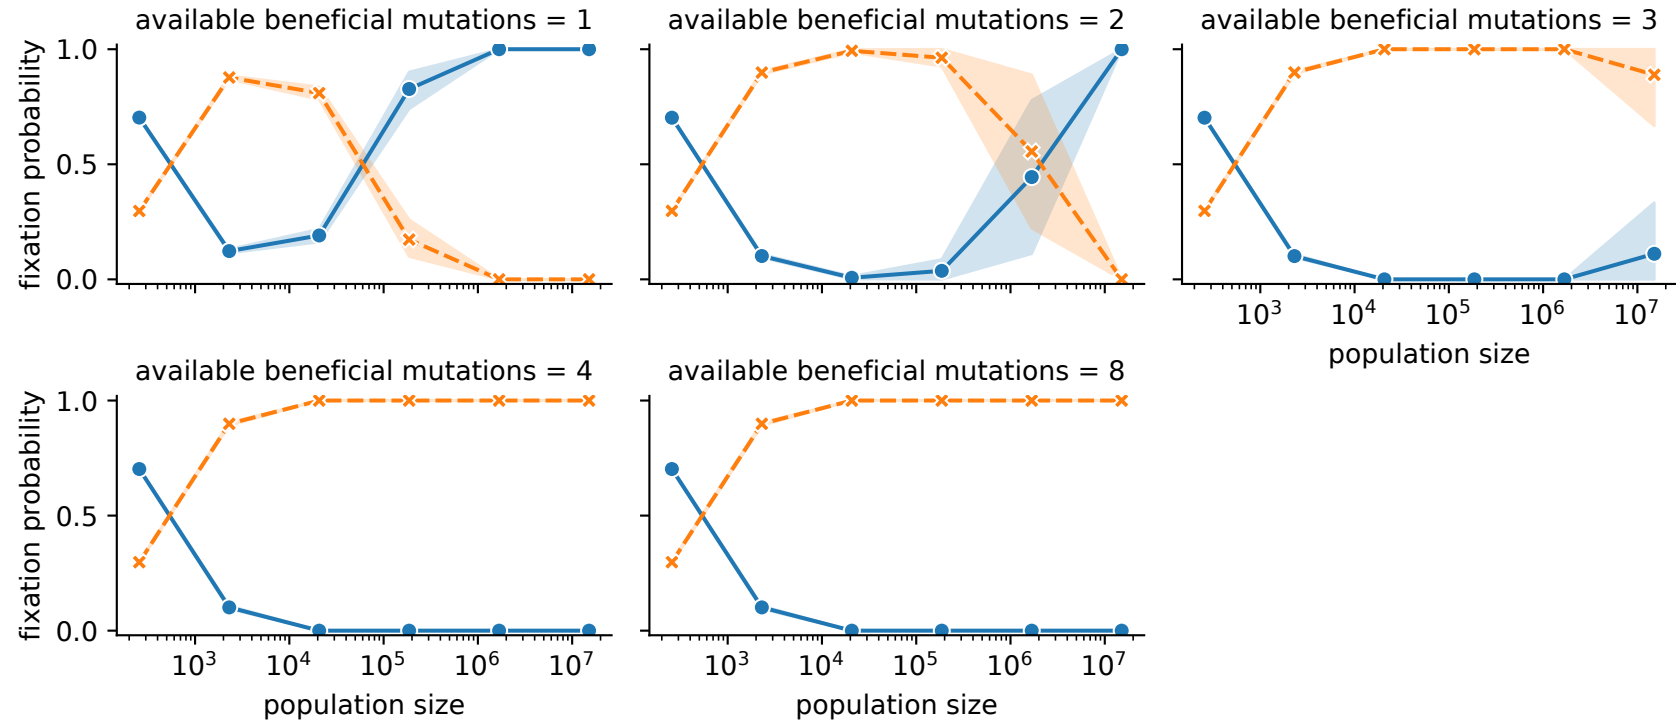 available beneficial mutations = 1
available beneficial mutations = 2
available beneficial mutations = 3
fixation probability
1.0
0.5
0.0
10³ 10⁴ 10⁵ 10⁶ 10⁷
population size
available beneficial mutations = 4
available beneficial mutations = 8
fixation probability
1.0
0.5
0.0
10³ 10⁴ 10⁵ 10⁶ 10⁷
population size
10³ 10⁴ 10⁵ 10⁶ 10⁷
population size